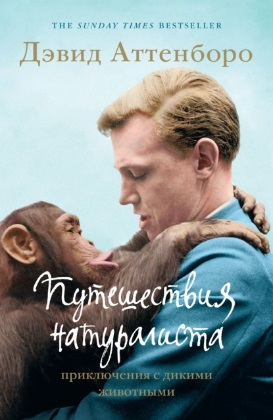 THE SUNDAY TIMES BESTSELLER
Дэвид Аттенборо
Путешествия
натуралиста
приключения с дикими
животными